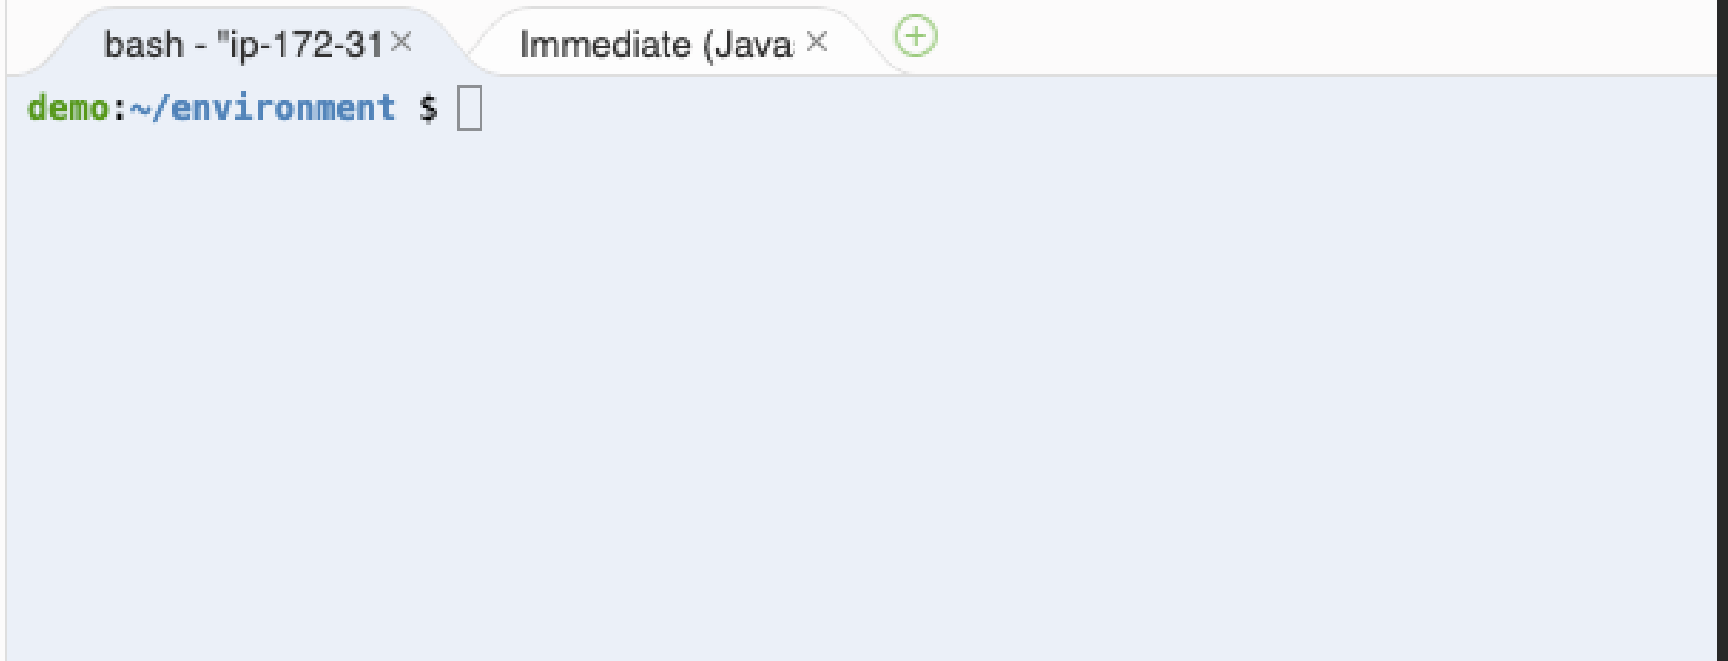 bash - "ip-172-31 Immediate (Java
demo:~/environment $